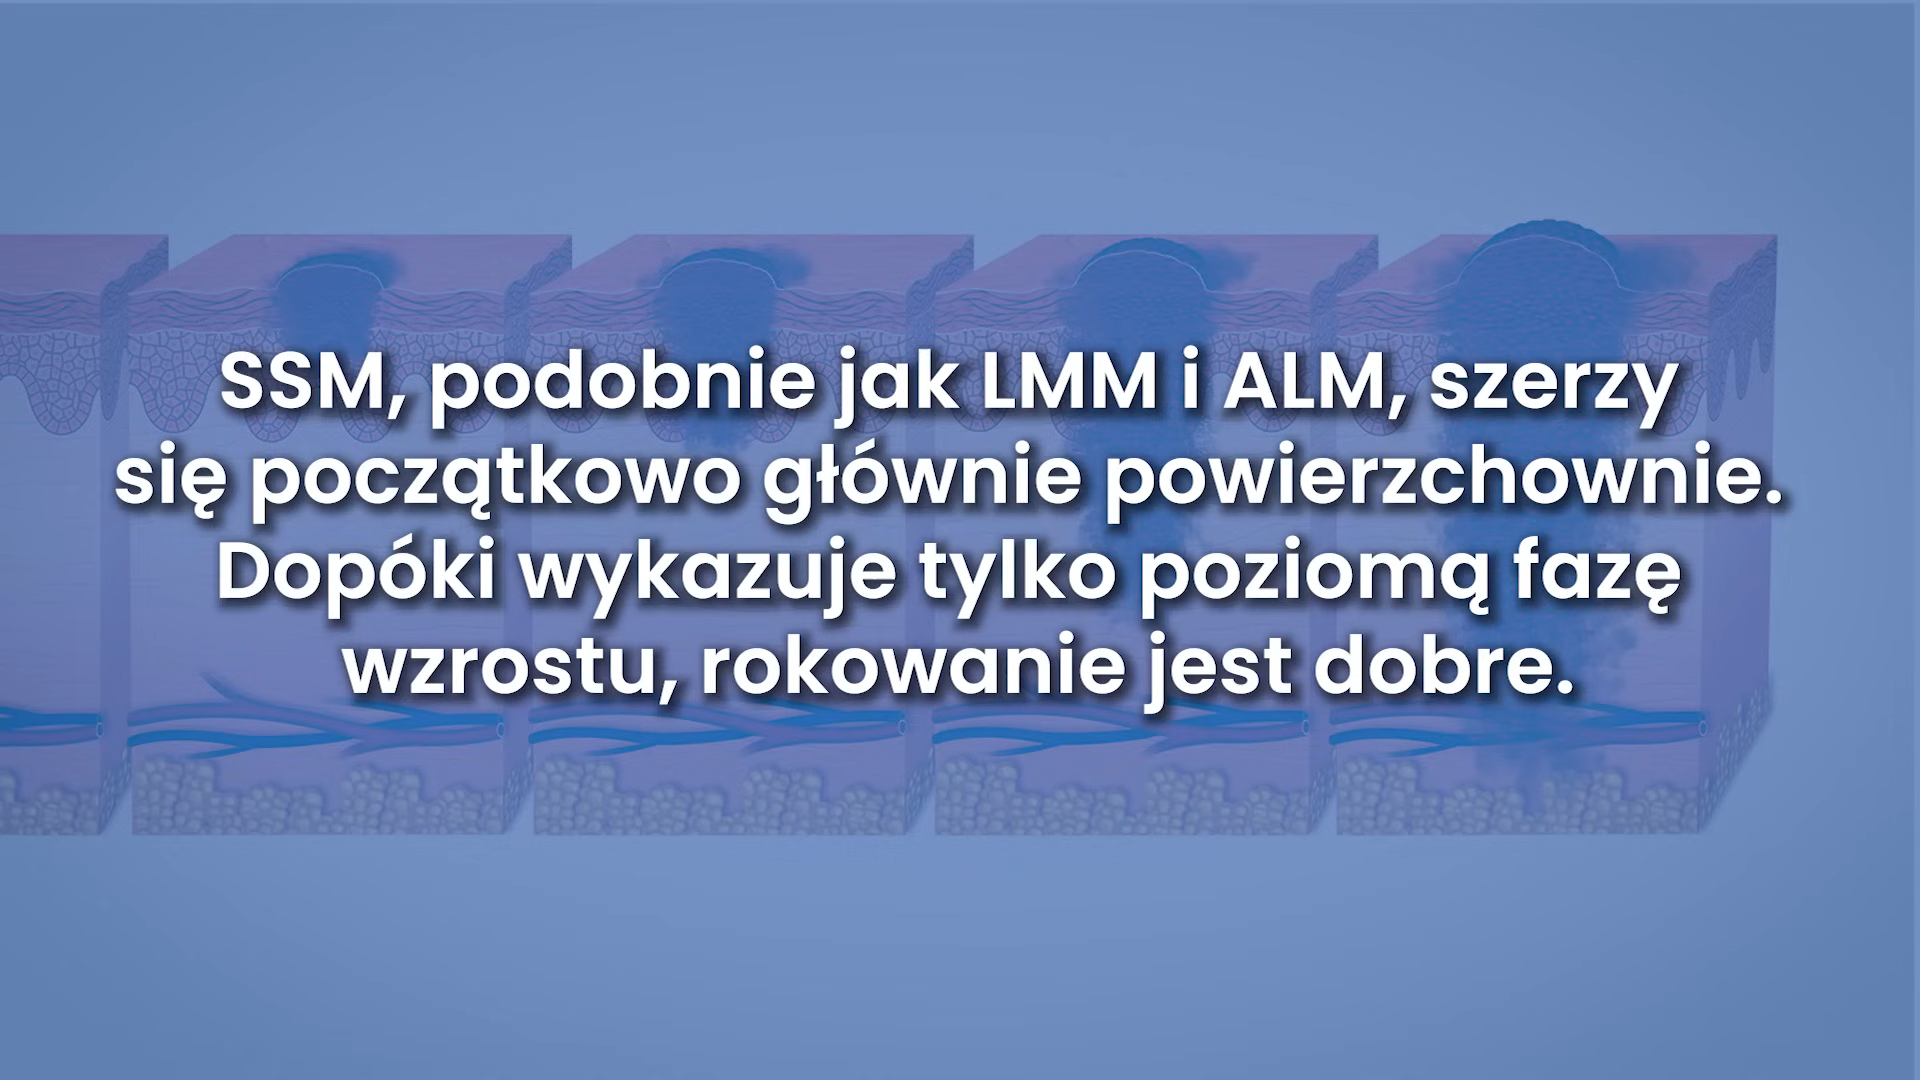 SSM, podobnie jak LMM i ALM, szerzy
się początkowo głównie powierzchownie.
Dopóki wykazuje tylko poziomą fazę
wzrostu, rokowanie jest dobre.